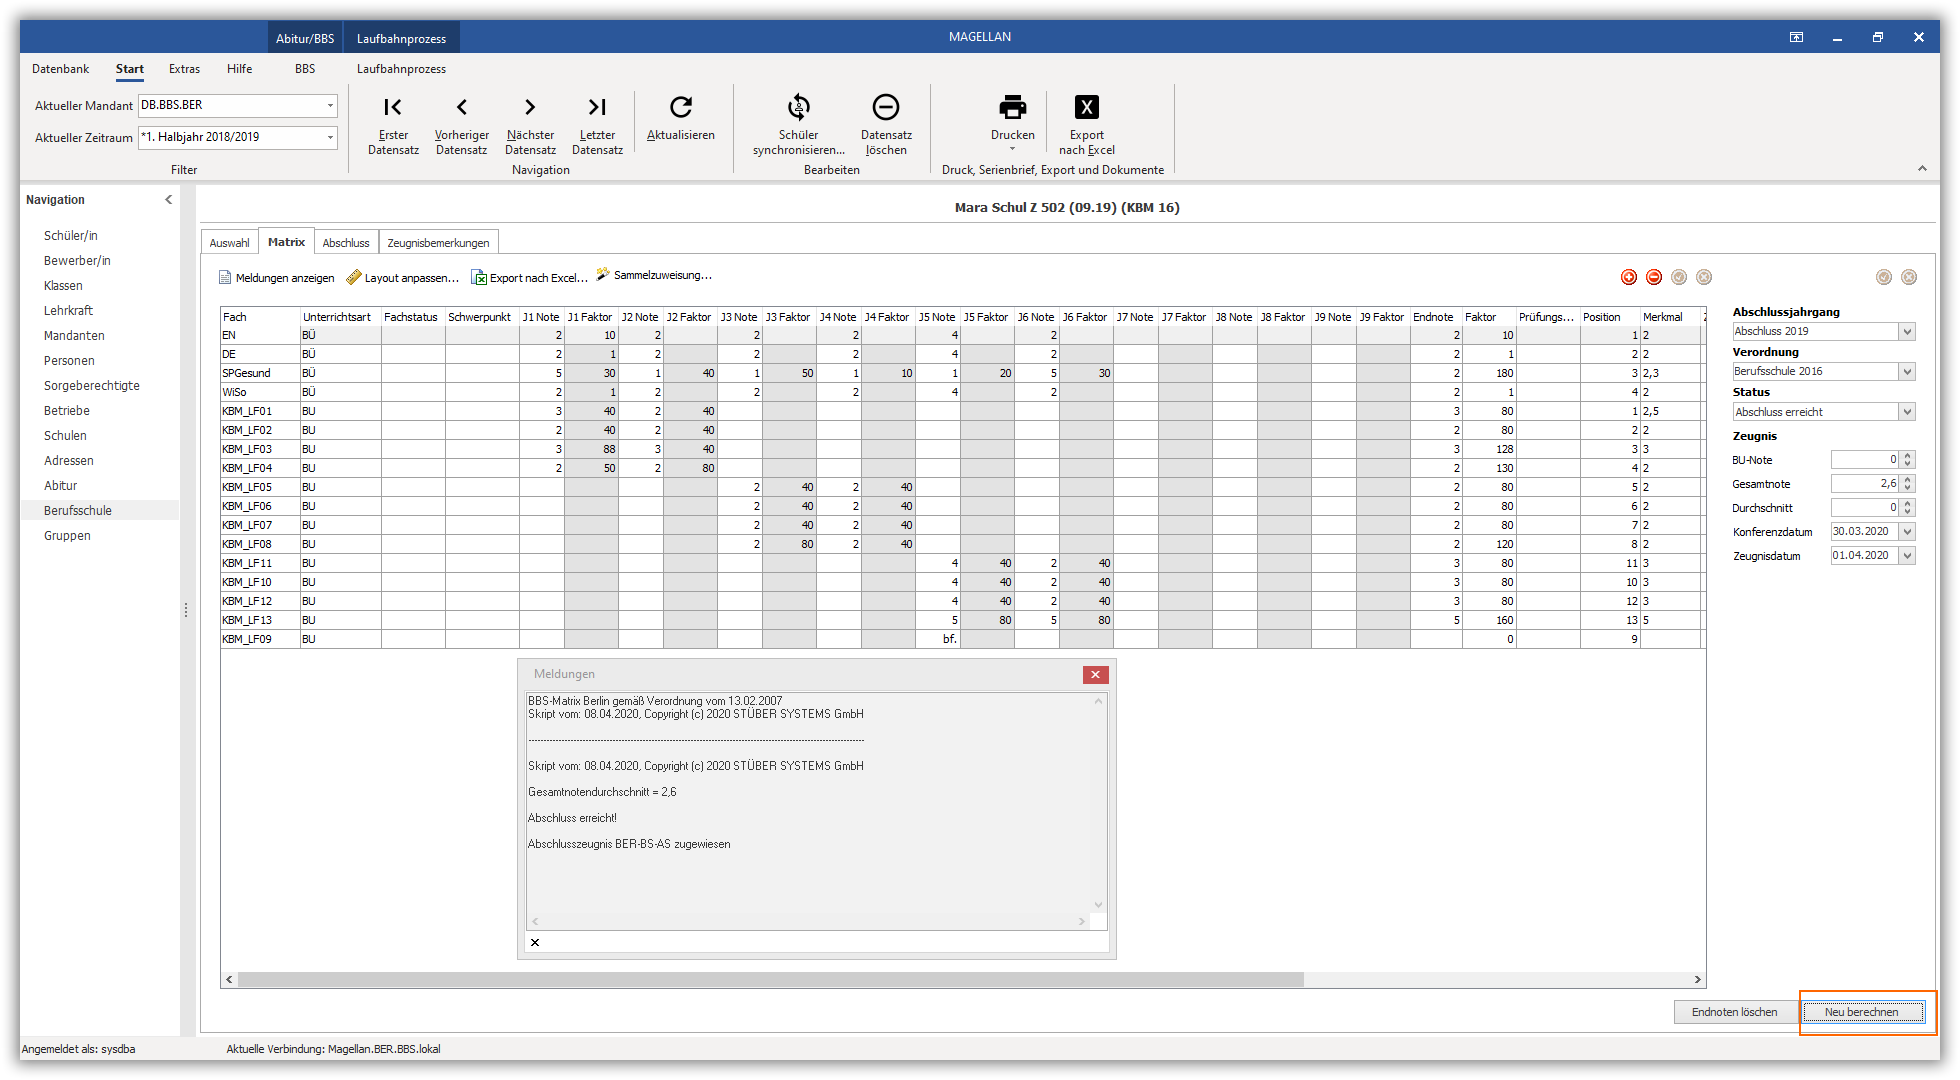 Abitur/BBS Laufbahnprozess MAGELLAN
Datenbank Start Extras Hilfe BBS Laufbahnprozess
Aktueller Mandant DB.BBS.BER
Aktueller Zeitraum *1. Halbjahr 2018/2019
Filter
Erster Datensatz
Vorheriger Datensatz
Nächster Datensatz
Letzter Datensatz
Aktualisieren
Navigation
Schüler synchronisieren...
Datensatz löschen
Bearbeiten
Drucken
Export nach Excel
Druck, Serienbrief, Export und Dokumente
Navigation
Schüler/in
Bewerber/in
Klassen
Lehrkraft
Mandanten
Personen
Sorgeberechtigte
Betriebe
Schulen
Adressen
Abitur
Berufsschule
Gruppen
Mara Schul Z 502 (09.19) (KBM 16)
Auswahl Matrix Abschluss Zeugnisbemerkungen
Meldungen anzeigen Layout anpassen... Export nach Excel... Sammelzuweisung...
Fach Unterrichtsart Fachstatus Schwerpunkt J1 Note J1 Faktor J2 Note J2 Faktor J3 Note J3 Faktor J4 Note J4 Faktor J5 Note J5 Faktor J6 Note J6 Faktor J7 Note J7 Faktor J8 Note J8 Faktor J9 Note J9 Faktor Endnote Faktor Prüfungs... Position Merkmal Z
EN BÜ 2 10 2 2 2 4 2 2 10 1 2
DE BÜ 2 1 2 2 2 4 2 2 1 2 2
SPGesund BÜ 5 30 1 40 1 50 1 10 1 20 5 30 2 180 3 2,3
WiSo BÜ 2 1 2 2 2 4 2 2 1 4 2
KBM_LF01 BU 3 40 2 40 3 80 1 2,5
KBM_LF02 BU 2 40 2 40 2 80 2 2
KBM_LF03 BU 3 88 3 40 3 128 3 3
KBM_LF04 BU 2 50 2 80 2 130 4 2
KBM_LF05 BU 2 40 2 40 2 80 5 2
KBM_LF06 BU 2 40 2 40 2 80 6 2
KBM_LF07 BU 2 40 2 40 2 80 7 2
KBM_LF08 BU 2 80 2 40 2 120 8 2
KBM_LF11 BU 4 40 2 40 3 80 11 3
KBM_LF10 BU 4 40 2 40 3 80 10 3
KBM_LF12 BU 4 40 2 40 3 80 12 3
KBM_LF13 BU 5 80 5 80 5 160 13 5
KBM_LF09 BU bf. 0 9
Abschlussjahrgang
Abschluss 2019
Verordnung
Berufsschule 2016
Status
Abschluss erreicht
Zeugnis
BU-Note 0
Gesamtnote 2,6
Durchschnitt 0
Konferenzdatum 30.03.2020
Zeugnisdatum 01.04.2020
Meldungen
BBS-Matrix Berlin gemäß Verordnung vom 13.02.2007
Skript vom: 08.04.2020, Copyright (c) 2020 STÜBER SYSTEMS GmbH
Skript vom: 08.04.2020, Copyright (c) 2020 STÜBER SYSTEMS GmbH
Gesamtnotendurchschnitt = 2,6
Abschluss erreicht!
Abschlusszeugnis BER-BS-AS zugewiesen
Endnoten löschen Neu berechnen
Angemeldet als: sysdba Aktuelle Verbindung: Magellan.BER.BBS.lokal